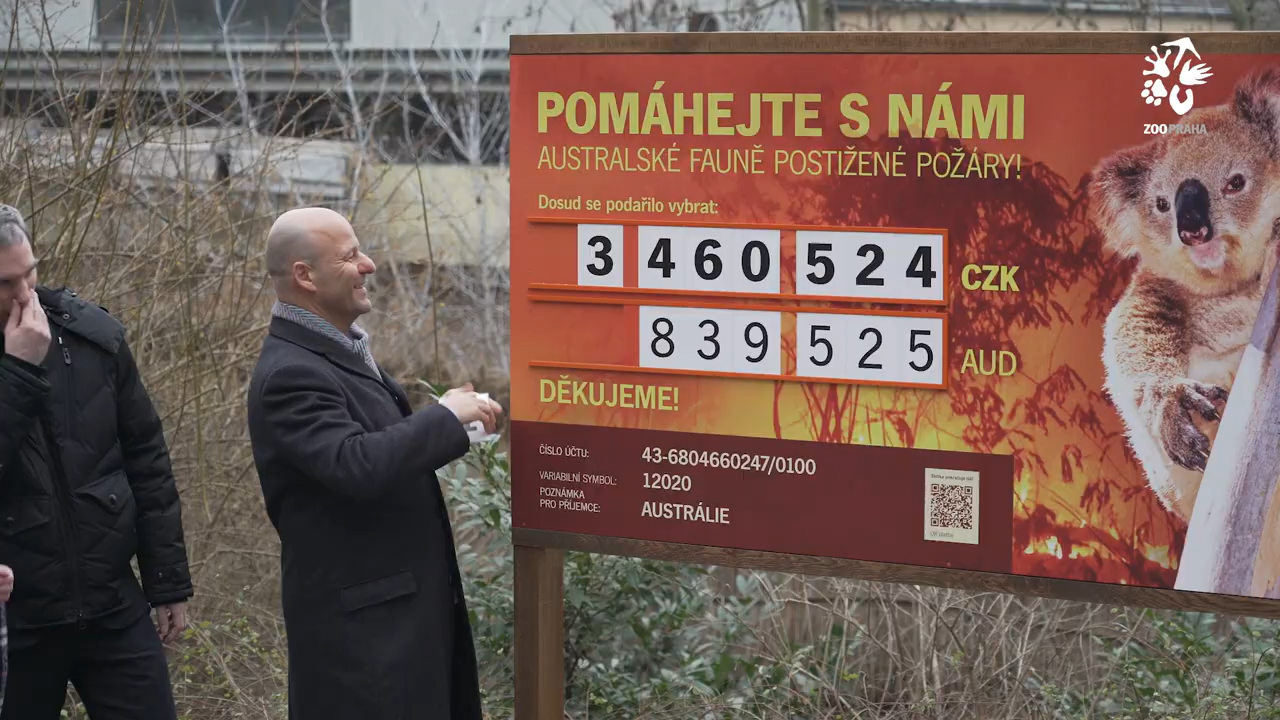 ZOO PRAHA
POMÁHEJTE S NÁMI
AUSTRALSKÉ FAUNĚ POSTIŽENÉ POŽÁRY!
Dosud se podařilo vybrat:
3 460 524 CZK
839 525 AUD
DĚKUJEME!
ČÍSLO ÚČTU: 43-6804660247/0100
VARIABILNÍ SYMBOL: 12020
POZNÁMKA
PRO PŘÍJEMCE: AUSTRÁLIE